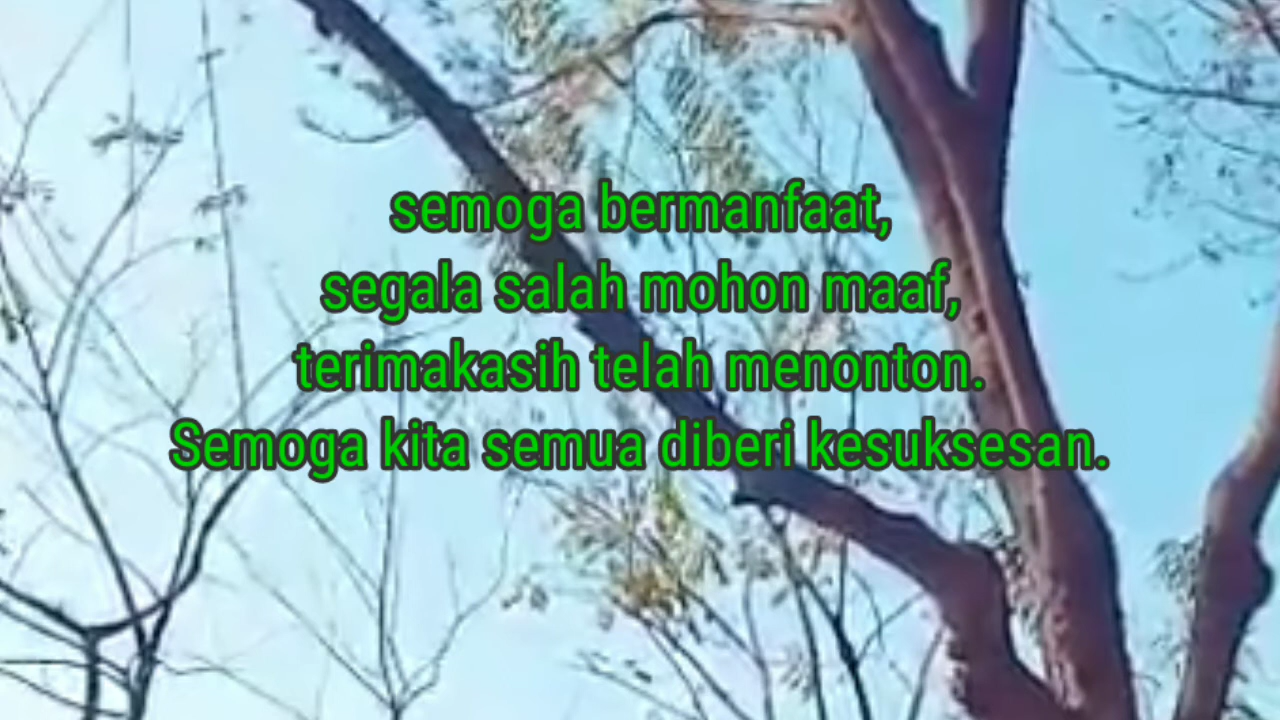 semoga bermanfaat,
segala salah mohon maaf,
terimakasih telah menonton.
Semoga kita semua diberi kesuksesan.